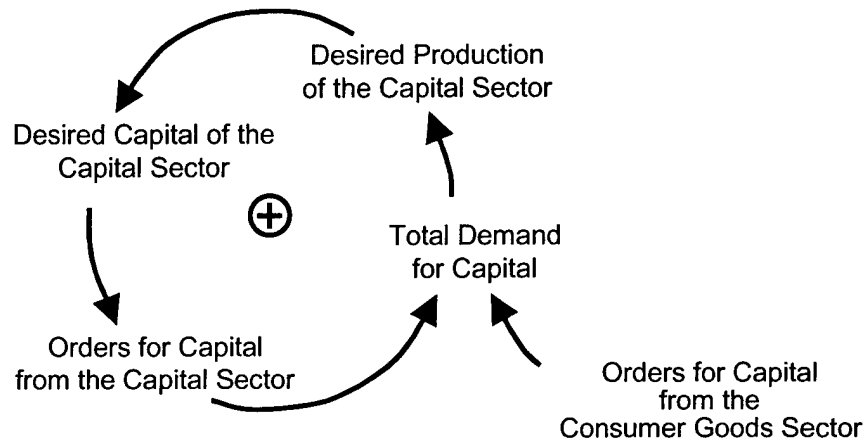 Desired Production
of the Capital Sector
Desired Capital of the
Capital Sector
+
Total Demand
for Capital
Orders for Capital
from the Capital Sector
Orders for Capital
from the
Consumer Goods Sector